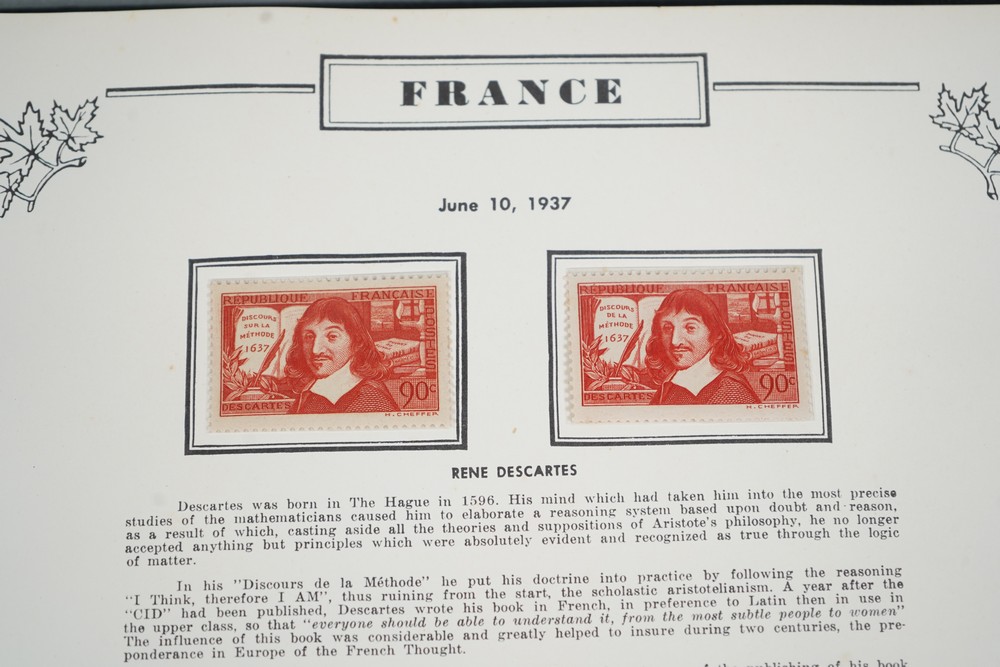 FRANCE
June 10, 1937
REPUBLIQUE FRANÇAISE
DISCOURS
SUR LA
MÉTHODE
1637
POSTES
90c
DESCARTES
H. CHEFFER
REPUBLIQUE FRANÇAISE
DISCOURS
DE LA
MÉTHODE
1637
POSTES
90c
DESCARTES
H. CHEFFER
RENE DESCARTES
Descartes was born in The Hague in 1596. His mind which had taken him into the most precise
studies of the mathematicians caused him to elaborate a reasoning system based upon doubt and reason,
as a result of which, casting aside all the theories and suppositions of Aristote's philosophy, he no longer
accepted anything but principles which were absolutely evident and recognized as true through the logic
of matter.
In his "Discours de la Méthode" he put his doctrine into practice by following the reasoning
"I Think, therefore I AM", thus ruining from the start, the scholastic aristotelianism. A year after the
"CID" had been published, Descartes wrote his book in French, in preference to Latin then in use in
the upper class, so that "everyone should be able to understand it, from the most subtle people to women"
The influence of this book was considerable and greatly helped to insure during two centuries, the pre-
ponderance in Europe of the French Thought.
the publishing of his book